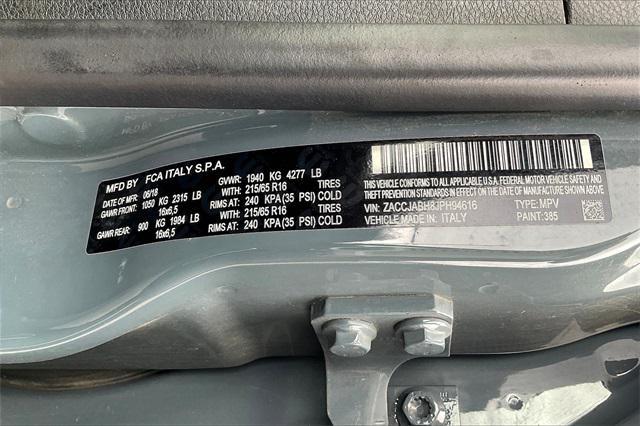 MFD BY FCA ITALY S.P.A.
DATE OF MFR 06/18 GVWR: 1940 KG 4277 LB
GAWR FRONT: 1050 KG 2315 LB WITH 215/65 R16 TIRES
16x6,5 RIMS AT 240 KPA(35 PSI) COLD
GAWR REAR: 900 KG 1984 LB WITH 215/65 R16 TIRES
16x6,5 RIMS AT 240 KPA(35 PSI) COLD
THIS VEHICLE CONFORMS TO ALL APPLICABLE U.S.A. FEDERAL MOTOR VEHICLE SAFETY AND
THEFT PREVENTION STANDARDS IN EFFECT ON THE DATE OF MANUFACTURE SHOWN ABOVE.
VIN: ZACCJABH8JPH94616 TYPE: MPV
VEHICLE MADE IN: ITALY PAINT: 385